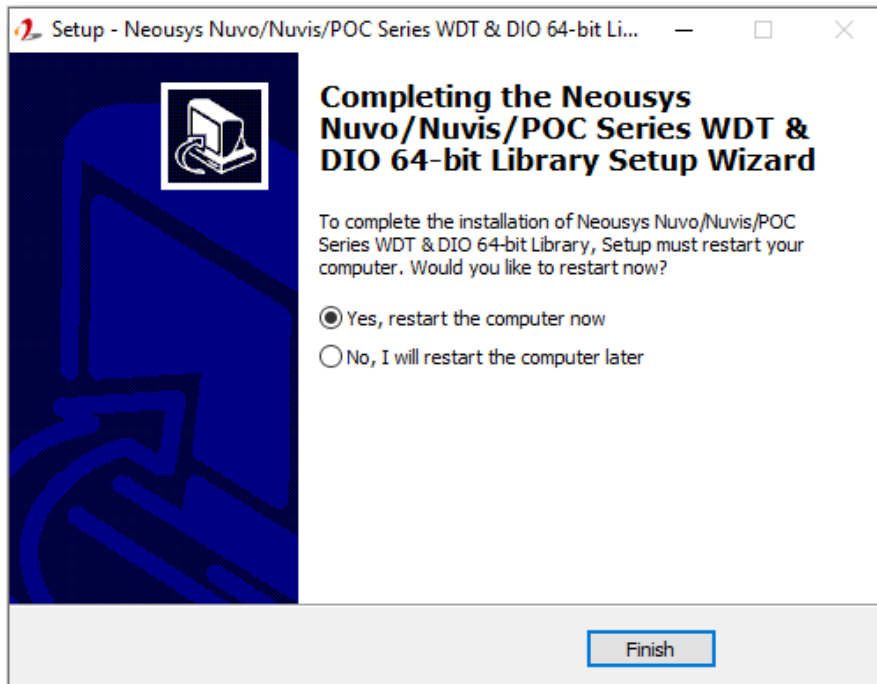 Setup - Neousys Nuvo/Nuvis/POC Series WDT & DIO 64-bit Li...
Completing the Neousys
Nuvo/Nuvis/POC Series WDT &
DIO 64-bit Library Setup Wizard
To complete the installation of Neousys Nuvo/Nuvis/POC
Series WDT & DIO 64-bit Library, Setup must restart your
computer. Would you like to restart now?
Yes, restart the computer now
No, I will restart the computer later
Finish